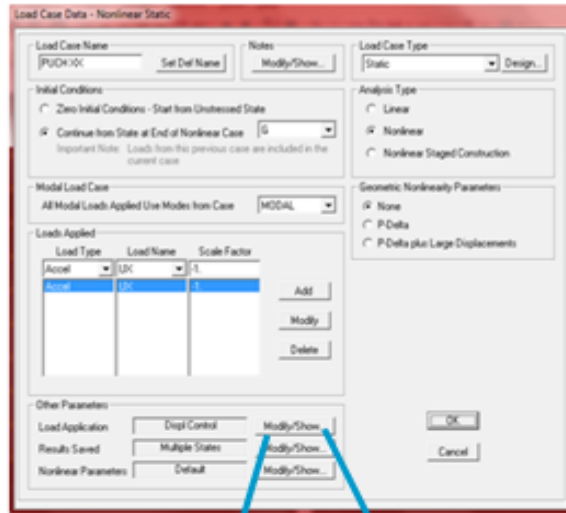 Load Case Data - Nonlinear Static
Load Case Name
PUCH XX
Set Def Name
Notes
Modify/Show...
Load Case Type
Static
Design...
Initial Conditions
Zero Initial Conditions - Start from Unstressed State
Continue from State at End of Nonlinear Case
G
Important Note: Loads from this previous case are included in the
current case
Analysis Type
Linear
Nonlinear
Nonlinear Staged Construction
Modal Load Case
All Modal Loads Applied Use Modes from Case
MODAL
Geometric Nonlinearity Parameters
None
P-Delta
P-Delta plus Large Displacements
Loads Applied
Load Type Load Name Scale Factor
Accel UX -1.
Accel UX -1.
Add
Modify
Delete
Other Parameters
Load Application Displ Control Modify/Show...
Results Saved Multiple States Modify/Show...
Nonlinear Parameters Default Modify/Show...
OK
Cancel